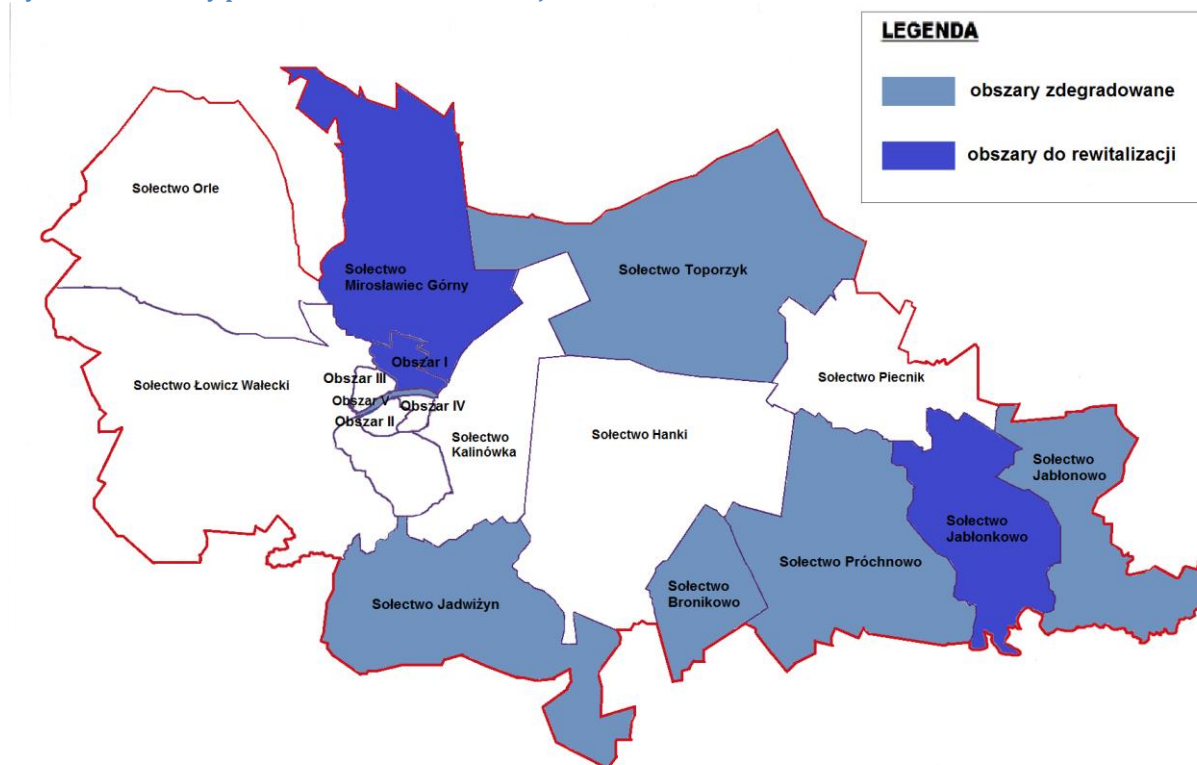 LEGENDA
obszary zdegradowane
obszary do rewitalizacji
Sołectwo Orle
Sołectwo
Mirosławiec Górny
Sołectwo Toporzyk
Obszar I
Sołectwo Łowicz Wałecki
Obszar III
Sołectwo Piecnik
Obszar V
Obszar IV
Obszar II
Sołectwo
Kalinówka
Sołectwo Hanki
Sołectwo
Jabłonowo
Sołectwo
Jabłonkowo
Sołectwo Próchnowo
Sołectwo
Bronikowo
Sołectwo Jadwiżyn